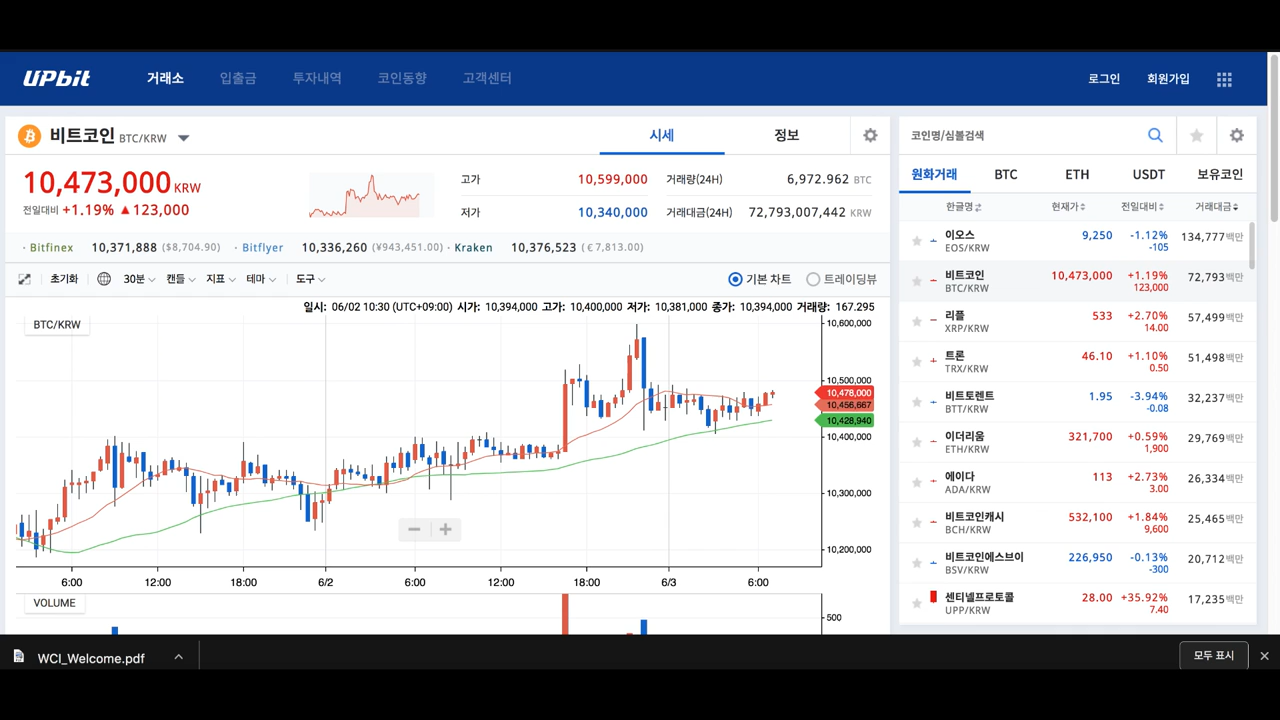 UPbit 거래소 입출금 투자내역 코인동향 고객센터 로그인 회원가입
비트코인 BTC/KRW 시세 정보
10,473,000 KRW
전일대비 +1.19% ▲ 123,000
고가 10,599,000 거래량(24H) 6,972.962 BTC
저가 10,340,000 거래대금(24H) 72,793,007,442 KRW
· Bitfinex 10,371,888 ($8,704.90) · Bitflyer 10,336,260 (¥943,451.00) · Kraken 10,376,523 (€7,813.00)
초기화 30분 캔들 지표 테마 도구 기본 차트 트레이딩뷰
일시: 06/02 10:30 (UTC+09:00) 시가: 10,394,000 고가: 10,400,000 저가: 10,381,000 종가: 10,394,000 거래량: 167.295
BTC/KRW
10,600,000
10,500,000
10,478,000
10,456,667
10,428,940
10,400,000
10,300,000
10,200,000
6:00 12:00 18:00 6/2 6:00 12:00 18:00 6/3 6:00
VOLUME
500
코인명/심볼검색
원화거래 BTC ETH USDT 보유코인
한글명 현재가 전일대비 거래대금
이오스 9,250 -1.12% 134,777백만
EOS/KRW -105
비트코인 10,473,000 +1.19% 72,793백만
BTC/KRW 123,000
리플 533 +2.70% 57,499백만
XRP/KRW 14.00
트론 46.10 +1.10% 51,498백만
TRX/KRW 0.50
비트토렌트 1.95 -3.94% 32,237백만
BTT/KRW -0.08
이더리움 321,700 +0.59% 29,769백만
ETH/KRW 1,900
에이다 113 +2.73% 26,334백만
ADA/KRW 3.00
비트코인캐시 532,100 +1.84% 25,465백만
BCH/KRW 9,600
비트코인에스브이 226,950 -0.13% 20,712백만
BSV/KRW -300
센티넬프로토콜 28.00 +35.92% 17,235백만
UPP/KRW 7.40
WCI_Welcome.pdf 모두 표시